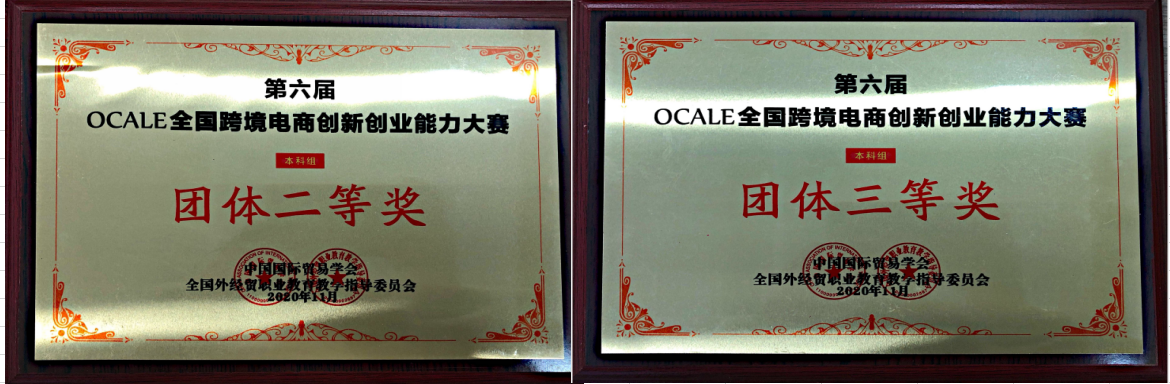 第六届
OCALE全国跨境电商创新创业能力大赛
本科组
团体二等奖
中国国际贸易学会
全国外经贸职业教育教学指导委员会
2020年11月
第六届
OCALE全国跨境电商创新创业能力大赛
本科组
团体三等奖
中国国际贸易学会
全国外经贸职业教育教学指导委员会
2020年11月